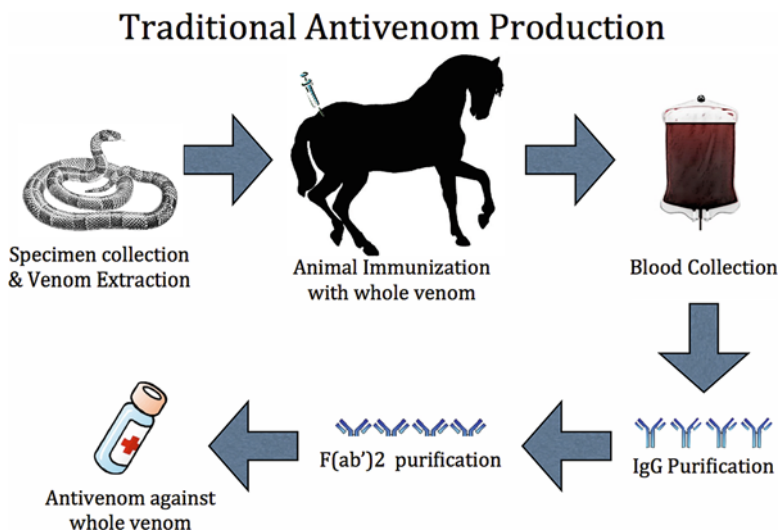 Traditional Antivenom Production
Specimen collection
& Venom Extraction
Animal Immunization
with whole venom
Blood Collection
IgG Purification
F(ab')2 purification
Antivenom against
whole venom